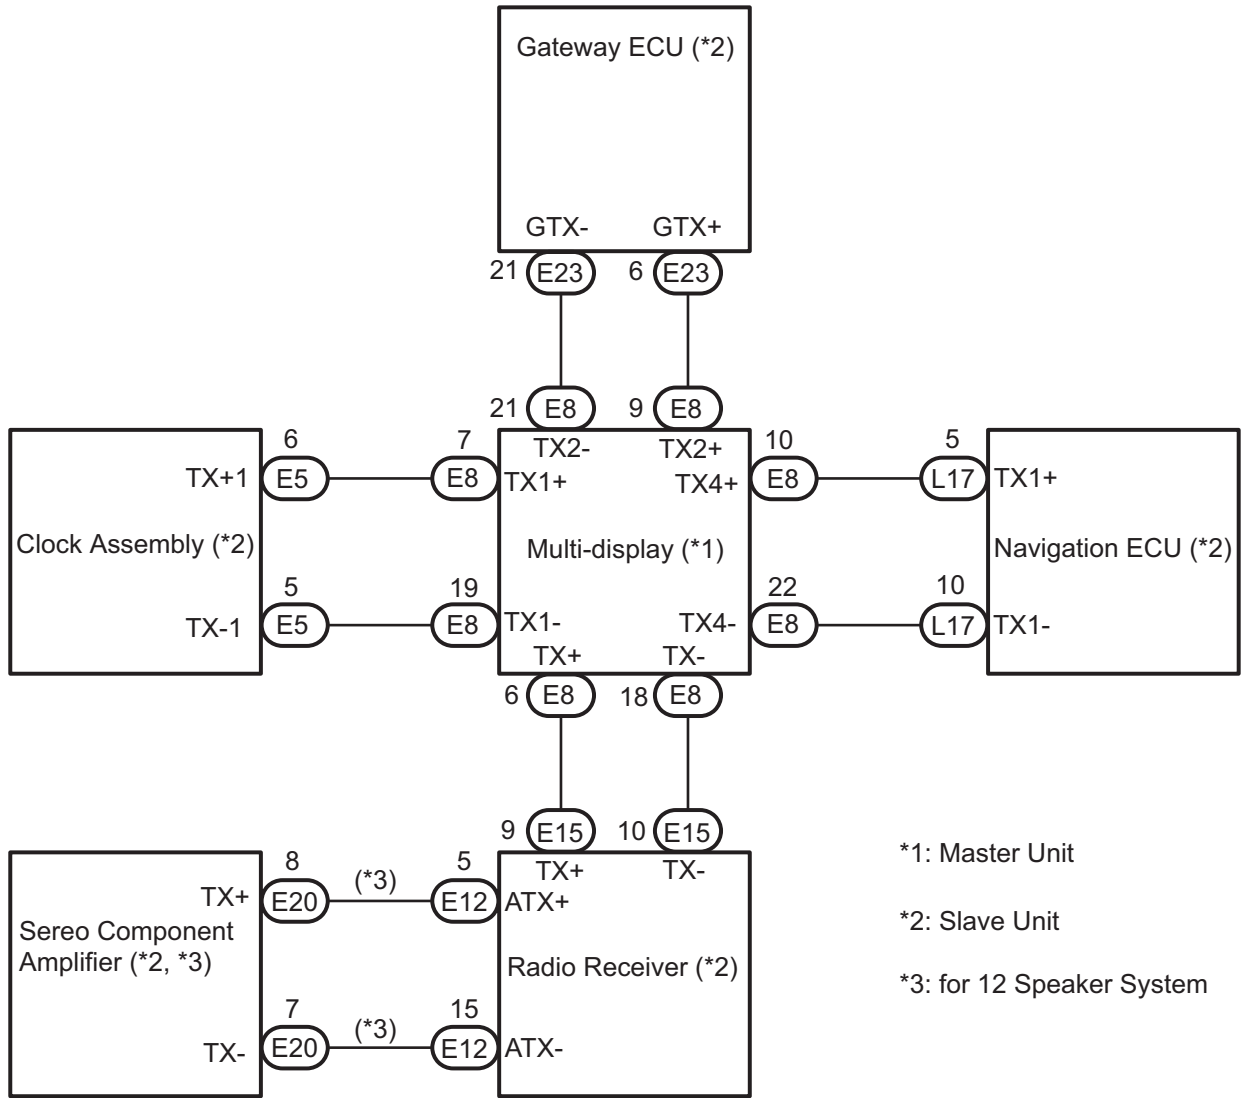 Gateway ECU (*2)
GTX- GTX+
21 E23 6 E23
21 E8 9 E8
TX2- TX2+
6 7 10 5
TX+1 E5 E8 TX1+ TX4+ E8 L17 TX1+
Clock Assembly (*2) Multi-display (*1) Navigation ECU (*2)
5 19 22 10
TX-1 E5 E8 TX1- TX4- E8 L17 TX1-
TX+ TX-
6 E8 18 E8
9 E15 10 E15
TX+ TX-
8 (*3) 5
TX+ E20 E12 ATX+
Sereo Component
Amplifier (*2, *3)
Radio Receiver (*2)
7 (*3) 15
TX- E20 E12 ATX-
*1: Master Unit
*2: Slave Unit
*3: for 12 Speaker System